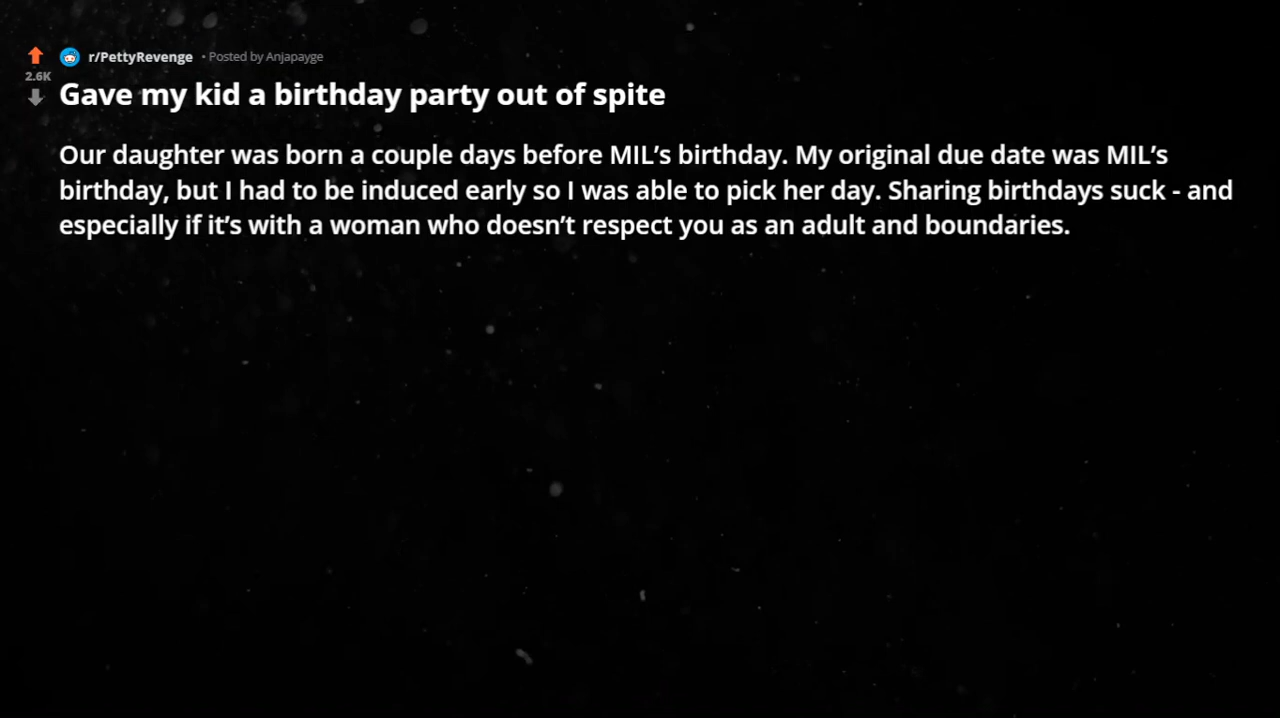 r/PettyRevenge • Posted by Anjapayge
2.6K
Gave my kid a birthday party out of spite
Our daughter was born a couple days before MIL’s birthday. My original due date was MIL’s
birthday, but I had to be induced early so I was able to pick her day. Sharing birthdays suck - and
especially if it’s with a woman who doesn’t respect you as an adult and boundaries.